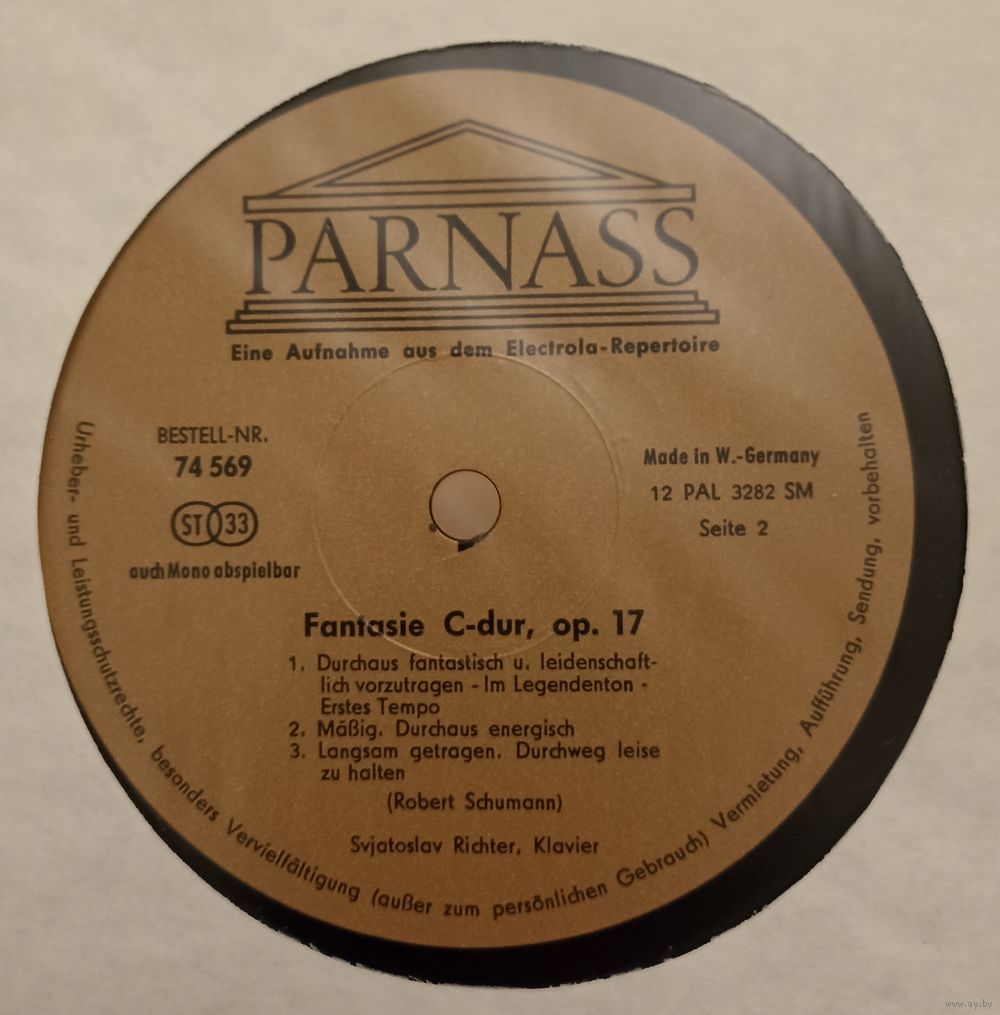 PARNASS
Eine Aufnahme aus dem Electrola-Repertoire
BESTELL-NR.
74 569
ST 33
auch Mono abspielbar
Made in W.-Germany
12 PAL 3282 SM
Seite 2
Fantasie C-dur, op. 17
1. Durchaus fantastisch u. leidenschaft-
lich vorzutragen - Im Legendenton -
Erstes Tempo
2. Mäßig. Durchaus energisch
3. Langsam getragen. Durchweg leise
zu halten
(Robert Schumann)
Svjatoslav Richter, Klavier
Urheber- und Leistungsschutzrechte, besonders Vervielfältigung (außer zum persönlichen Gebrauch) Vermietung, Aufführung, Sendung, vorbehalten
www.ay.by